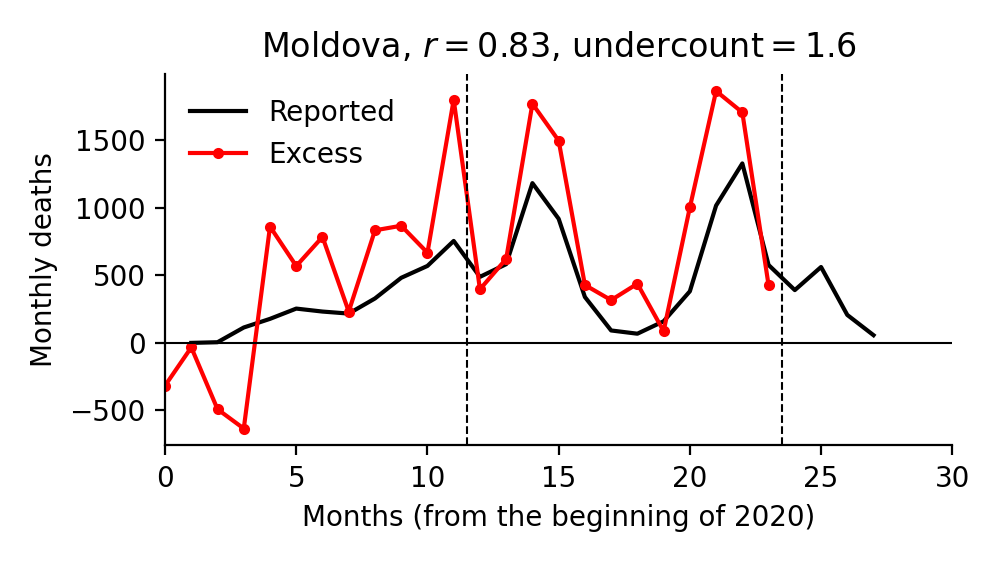 Moldova, r = 0.83, undercount = 1.6
Reported
Excess
Monthly deaths
1500
1000
500
0
−500
0 5 10 15 20 25 30
Months (from the beginning of 2020)